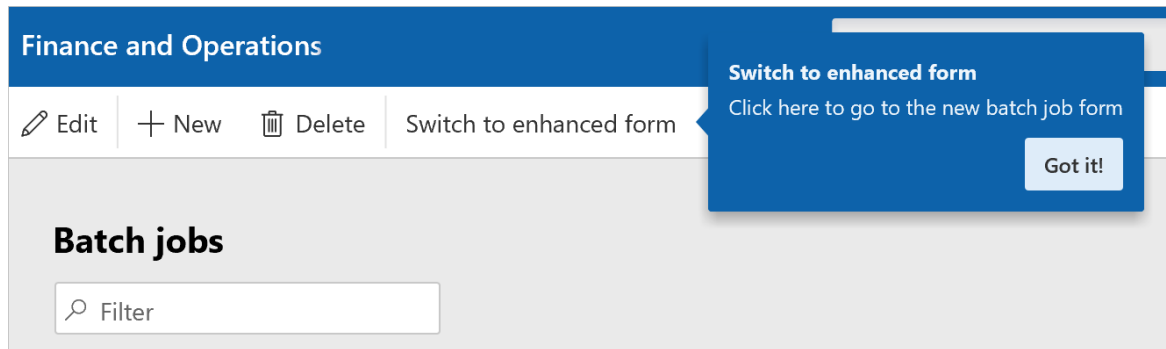 Finance and Operations
Switch to enhanced form
Click here to go to the new batch job form
Got it!
Edit
New
Delete
Switch to enhanced form
Batch jobs
Filter